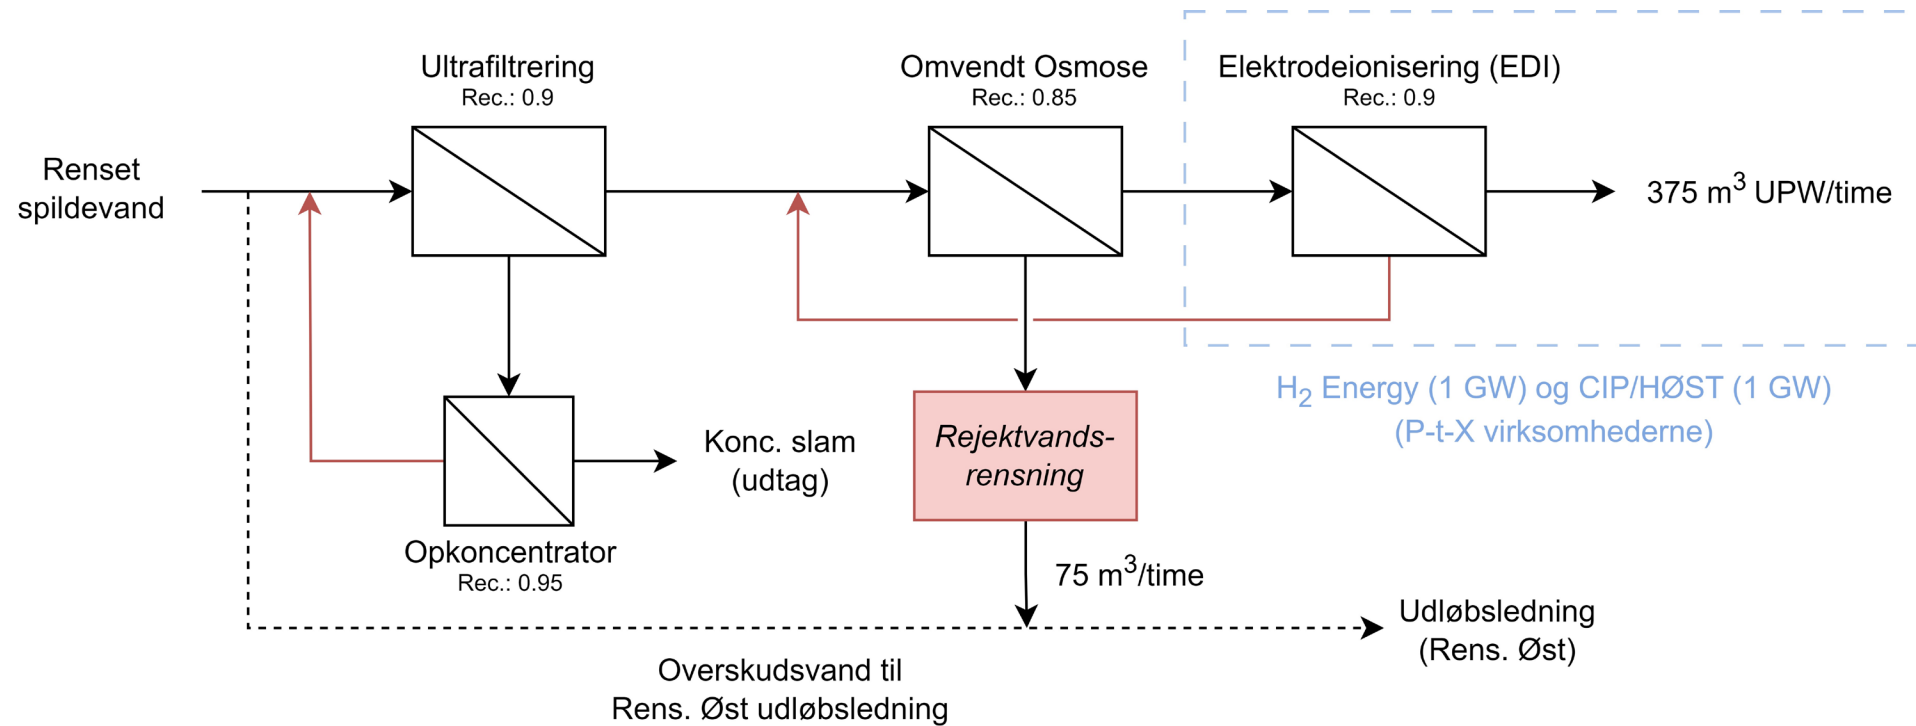 Ultrafiltrering
Rec.: 0.9
Omvendt Osmose
Rec.: 0.85
Elektrodeionisering (EDI)
Rec.: 0.9
Renset
spildevand
375 m³ UPW/time
H₂ Energy (1 GW) og CIP/HØST (1 GW)
(P-t-X virksomhederne)
Konc. slam
(udtag)
Rejektvands-
rensning
Opkoncentrator
Rec.: 0.95
75 m³/time
Udløbsledning
(Rens. Øst)
Overskudsvand til
Rens. Øst udløbsledning